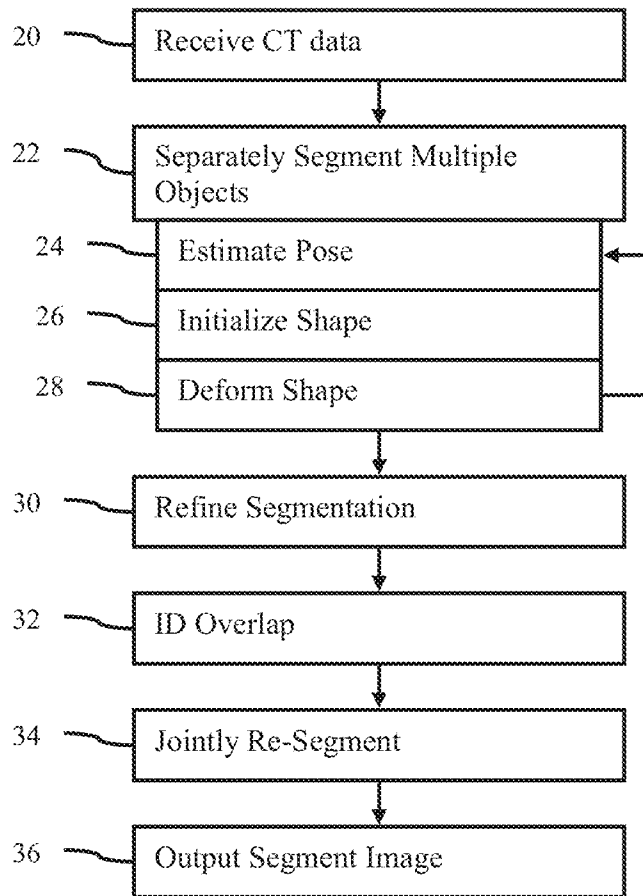 20 Receive CT data
22 Separately Segment Multiple
Objects
24 Estimate Pose
26 Initialize Shape
28 Deform Shape
30 Refine Segmentation
32 ID Overlap
34 Jointly Re-Segment
36 Output Segment Image